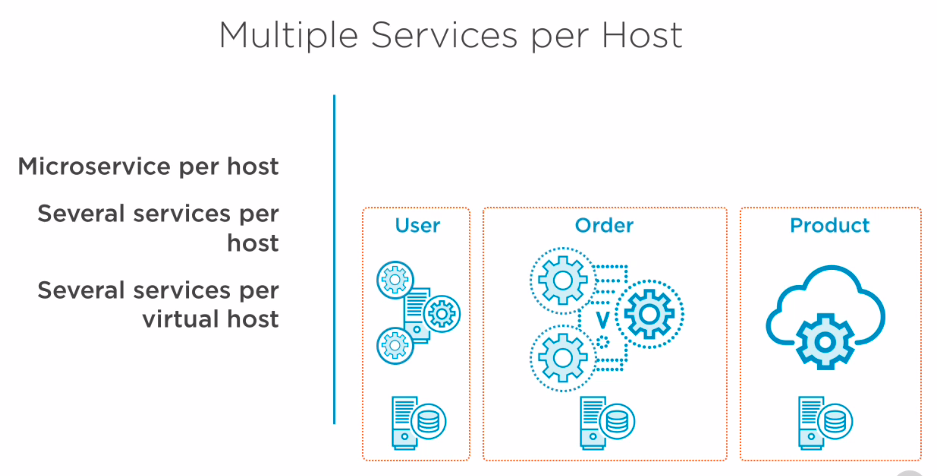 Multiple Services per Host
Microservice per host
Several services per
host
Several services per
virtual host
User
Order
Product
V